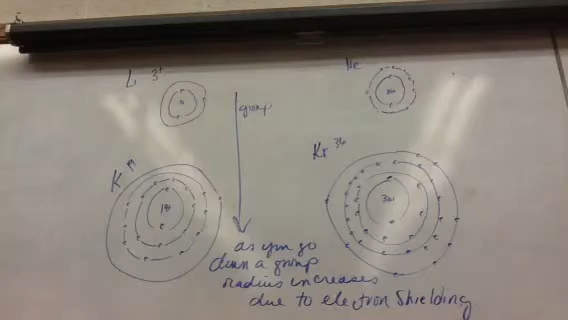 Li 3+
Ne
group
K 19
Kr 36
19+
as you go
down a group
radius increases
due to electron shielding